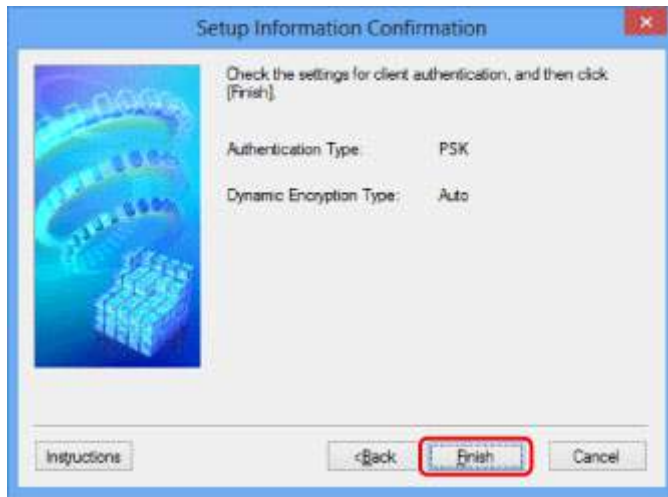 Setup Information Confirmation
Check the settings for client authentication, and then click
[Finish].
Authentication Type: PSK
Dynamic Encryption Type: Auto
Instructions <Back Finish Cancel